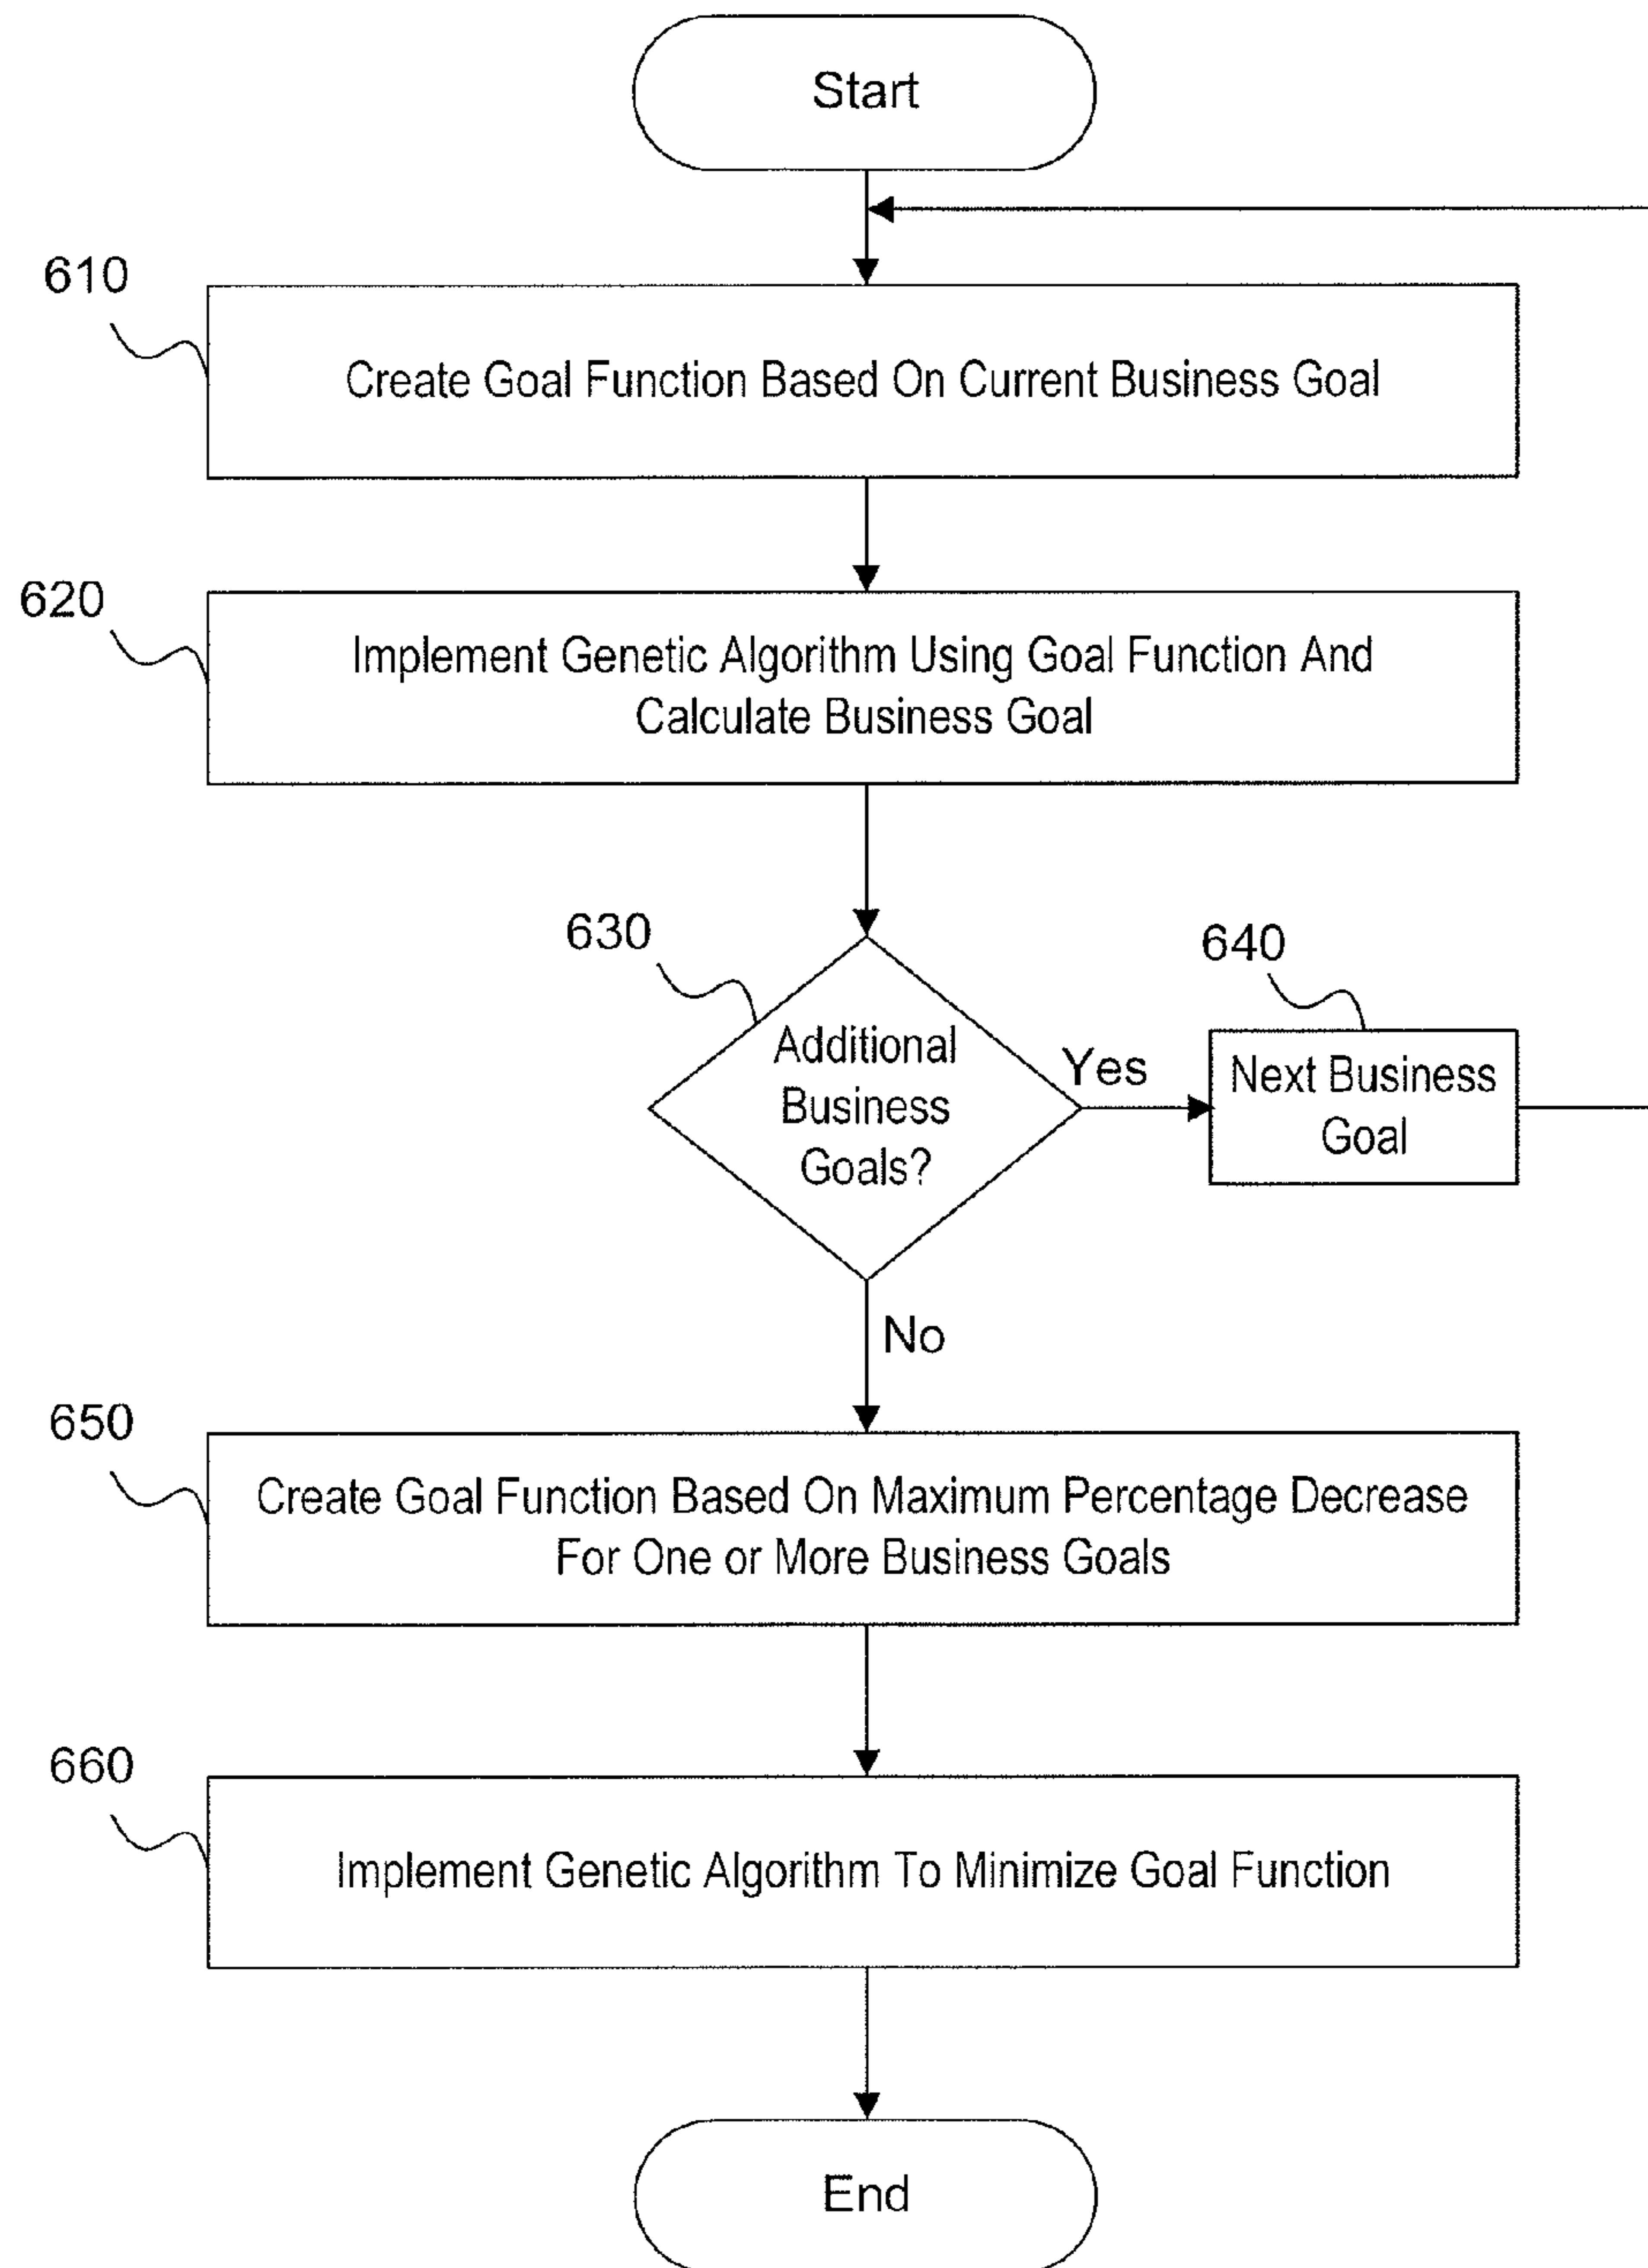 Start
610
Create Goal Function Based On Current Business Goal
620
Implement Genetic Algorithm Using Goal Function And
Calculate Business Goal
630
Additional
Business
Goals?
Yes
640
Next Business
Goal
No
650
Create Goal Function Based On Maximum Percentage Decrease
For One or More Business Goals
660
Implement Genetic Algorithm To Minimize Goal Function
End